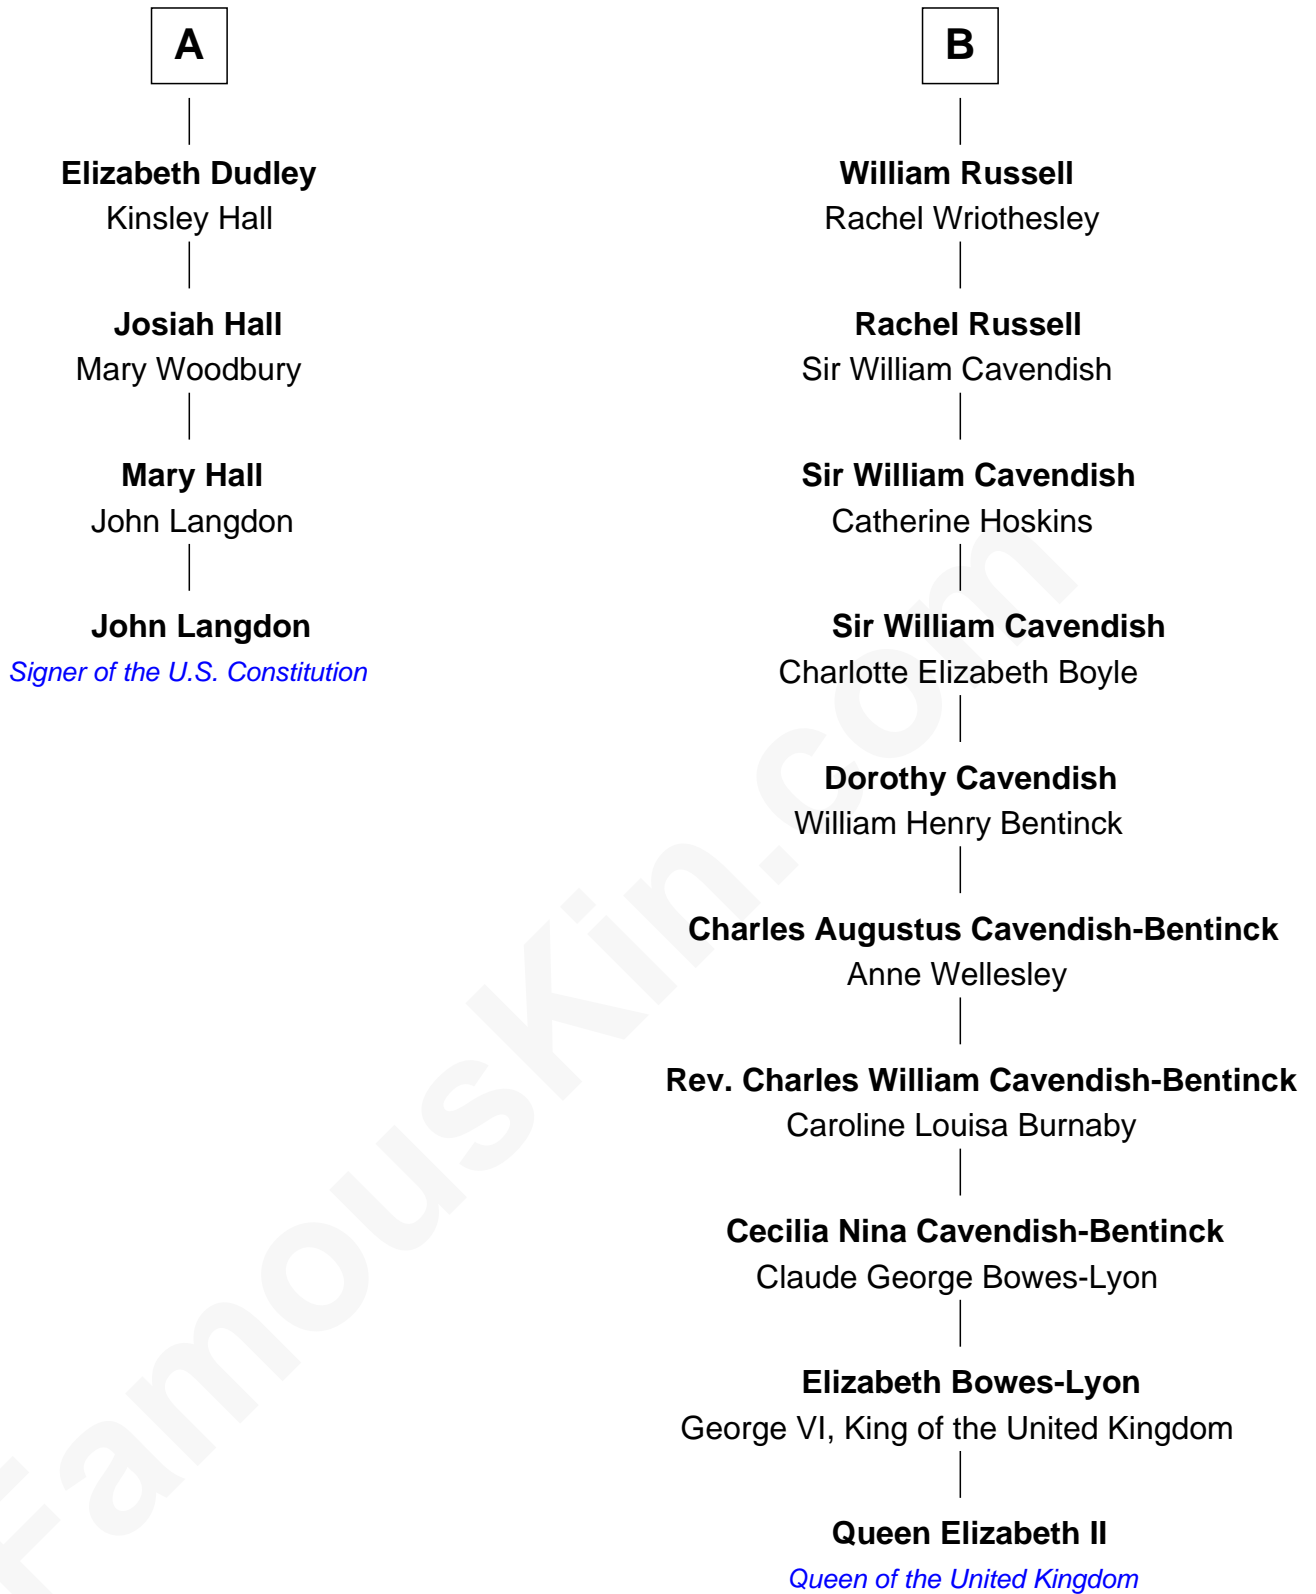 A
Elizabeth Dudley
Kinsley Hall
Josiah Hall
Mary Woodbury
Mary Hall
John Langdon
John Langdon
Signer of the U.S. Constitution
B
William Russell
Rachel Wriothesley
Rachel Russell
Sir William Cavendish
Sir William Cavendish
Catherine Hoskins
Sir William Cavendish
Charlotte Elizabeth Boyle
Dorothy Cavendish
William Henry Bentinck
Charles Augustus Cavendish-Bentinck
Anne Wellesley
Rev. Charles William Cavendish-Bentinck
Caroline Louisa Burnaby
Cecilia Nina Cavendish-Bentinck
Claude George Bowes-Lyon
Elizabeth Bowes-Lyon
George VI, King of the United Kingdom
Queen Elizabeth II
Queen of the United Kingdom
FamousKin.com